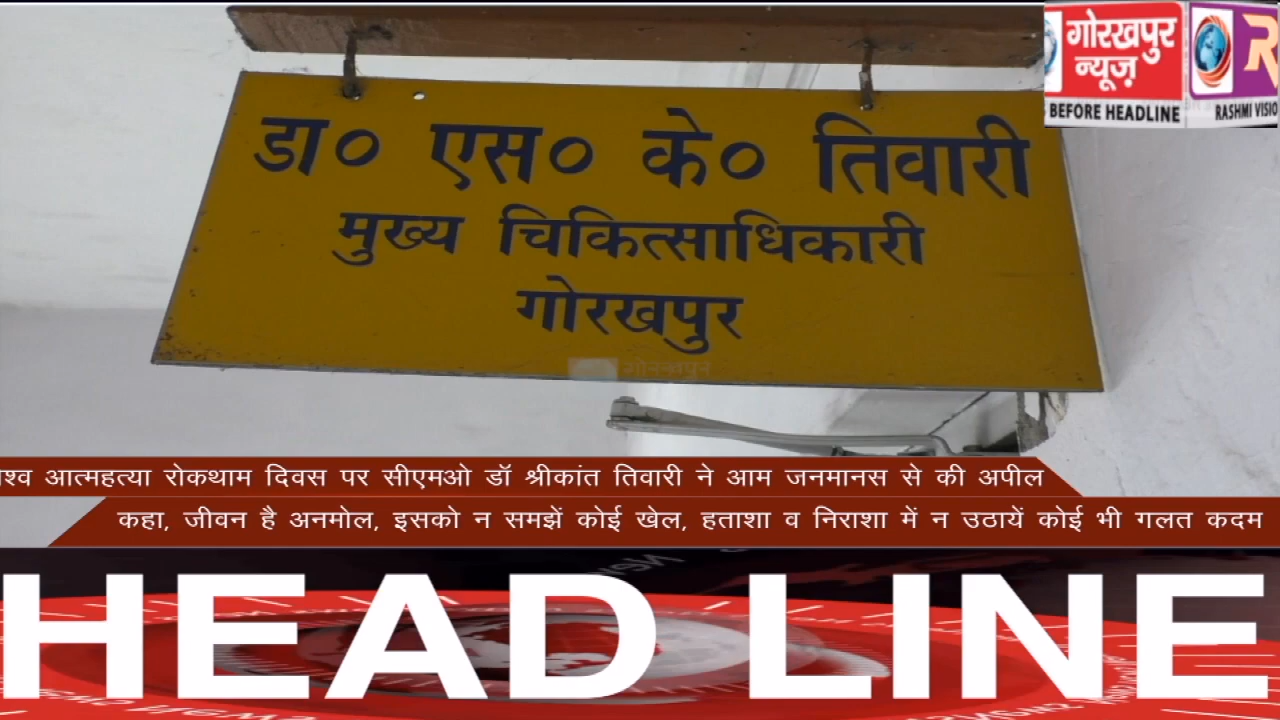 गोरखपुर
न्यूज़
BEFORE HEADLINE
R
RASHMI VISIO
डा० एस० के० तिवारी
मुख्य चिकित्साधिकारी
गोरखपुर
गोरखपुर
श्व आत्महत्या रोकथाम दिवस पर सीएमओ डॉ श्रीकांत तिवारी ने आम जनमानस से की अपील
कहा, जीवन है अनमोल, इसको न समझें कोई खेल, हताशा व निराशा में न उठायें कोई भी गलत कदम
HEAD LINE